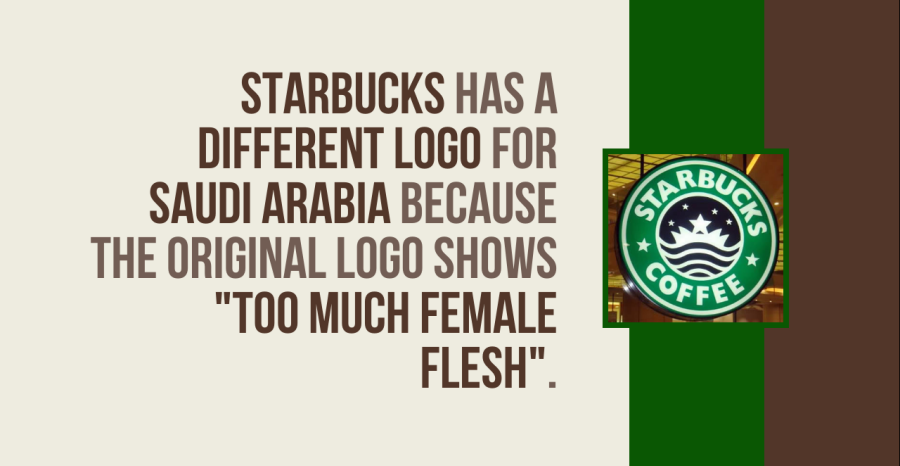 STARBUCKS HAS A
DIFFERENT LOGO FOR
SAUDI ARABIA BECAUSE
THE ORIGINAL LOGO SHOWS
"TOO MUCH FEMALE
FLESH".
STARBUCKS
COFFEE